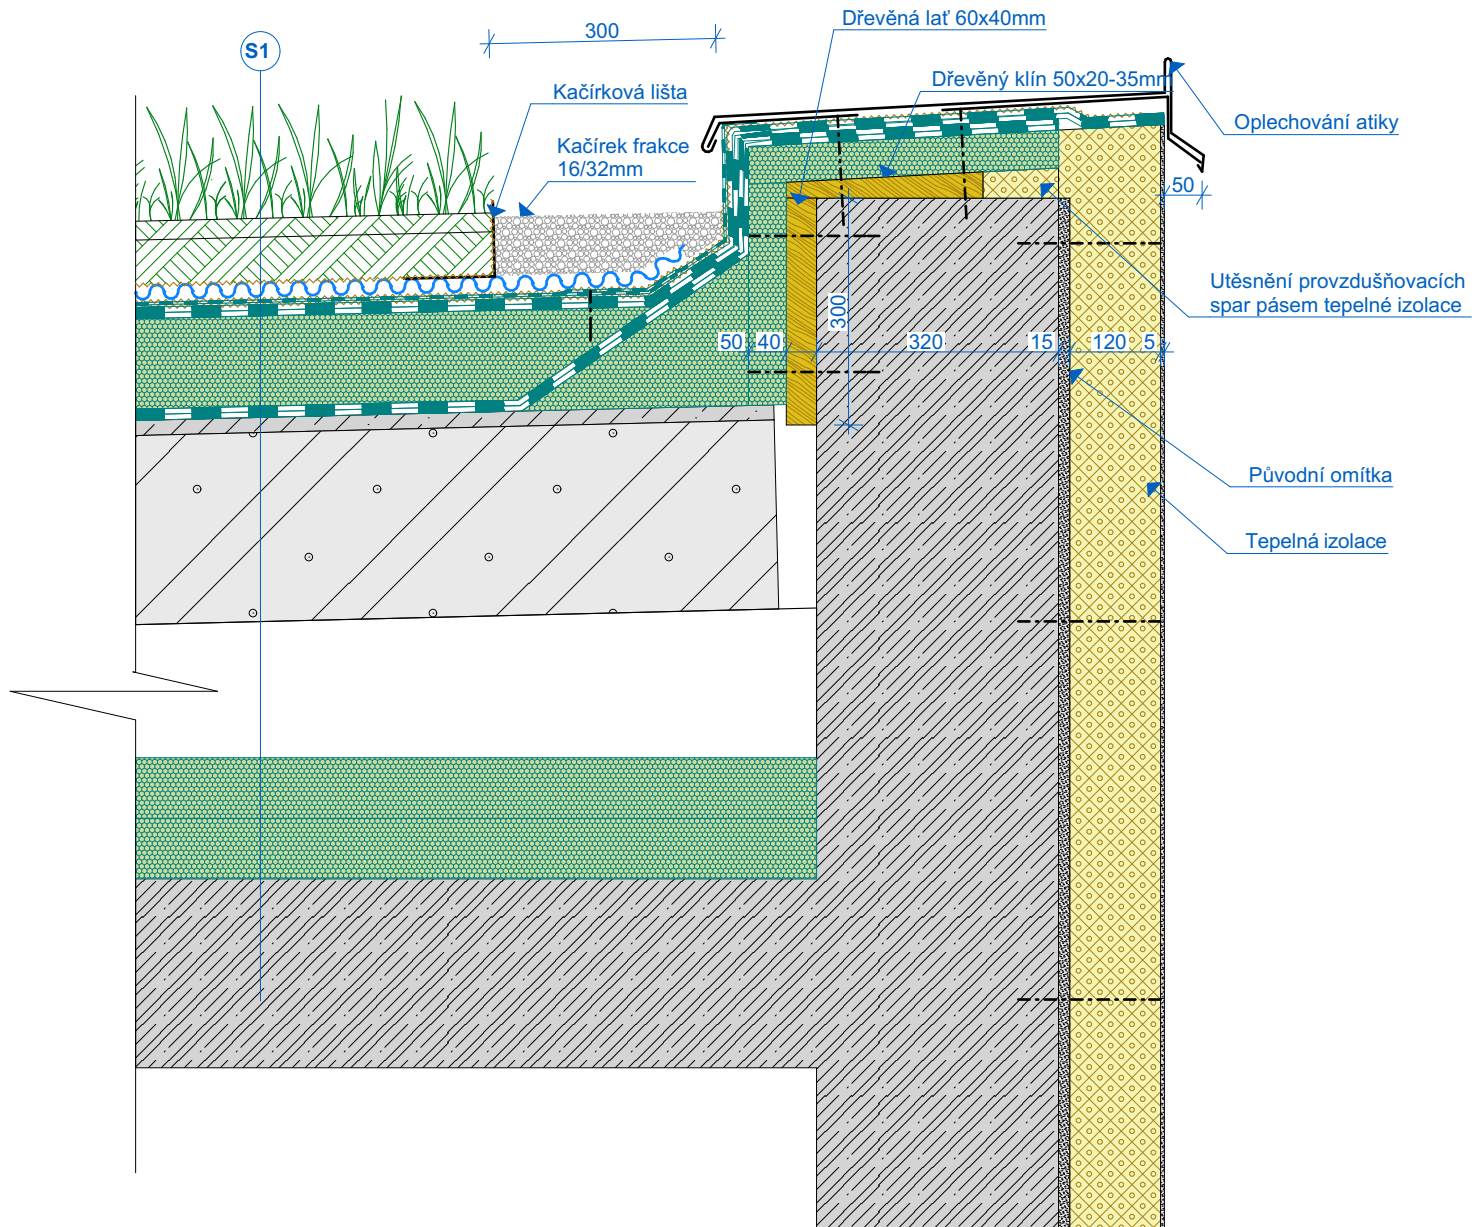 Dřevěná lať 60x40mm
300
S1
Dřevěný klín 50x20-35mm
Kačírková lišta
Oplechování atiky
Kačírek frakce
16/32mm
50
Utěsnění provzdušňovacích
spar pásem tepelné izolace
300
50 40 320 15 120 5
Původní omítka
Tepelná izolace